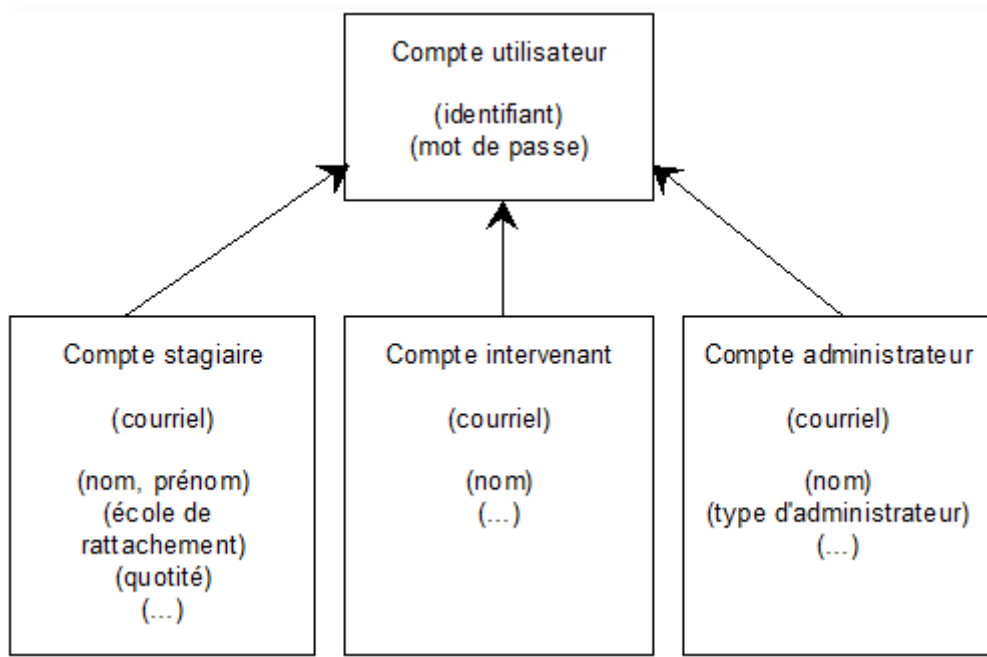 Compte utilisateur
(identifiant)
(mot de passe)
Compte stagiaire
(courriel)
(nom, prénom)
(école de
rattachement)
(quotité)
(...)
Compte intervenant
(courriel)
(nom)
(...)
Compte administrateur
(courriel)
(nom)
(type d'administrateur)
(...)